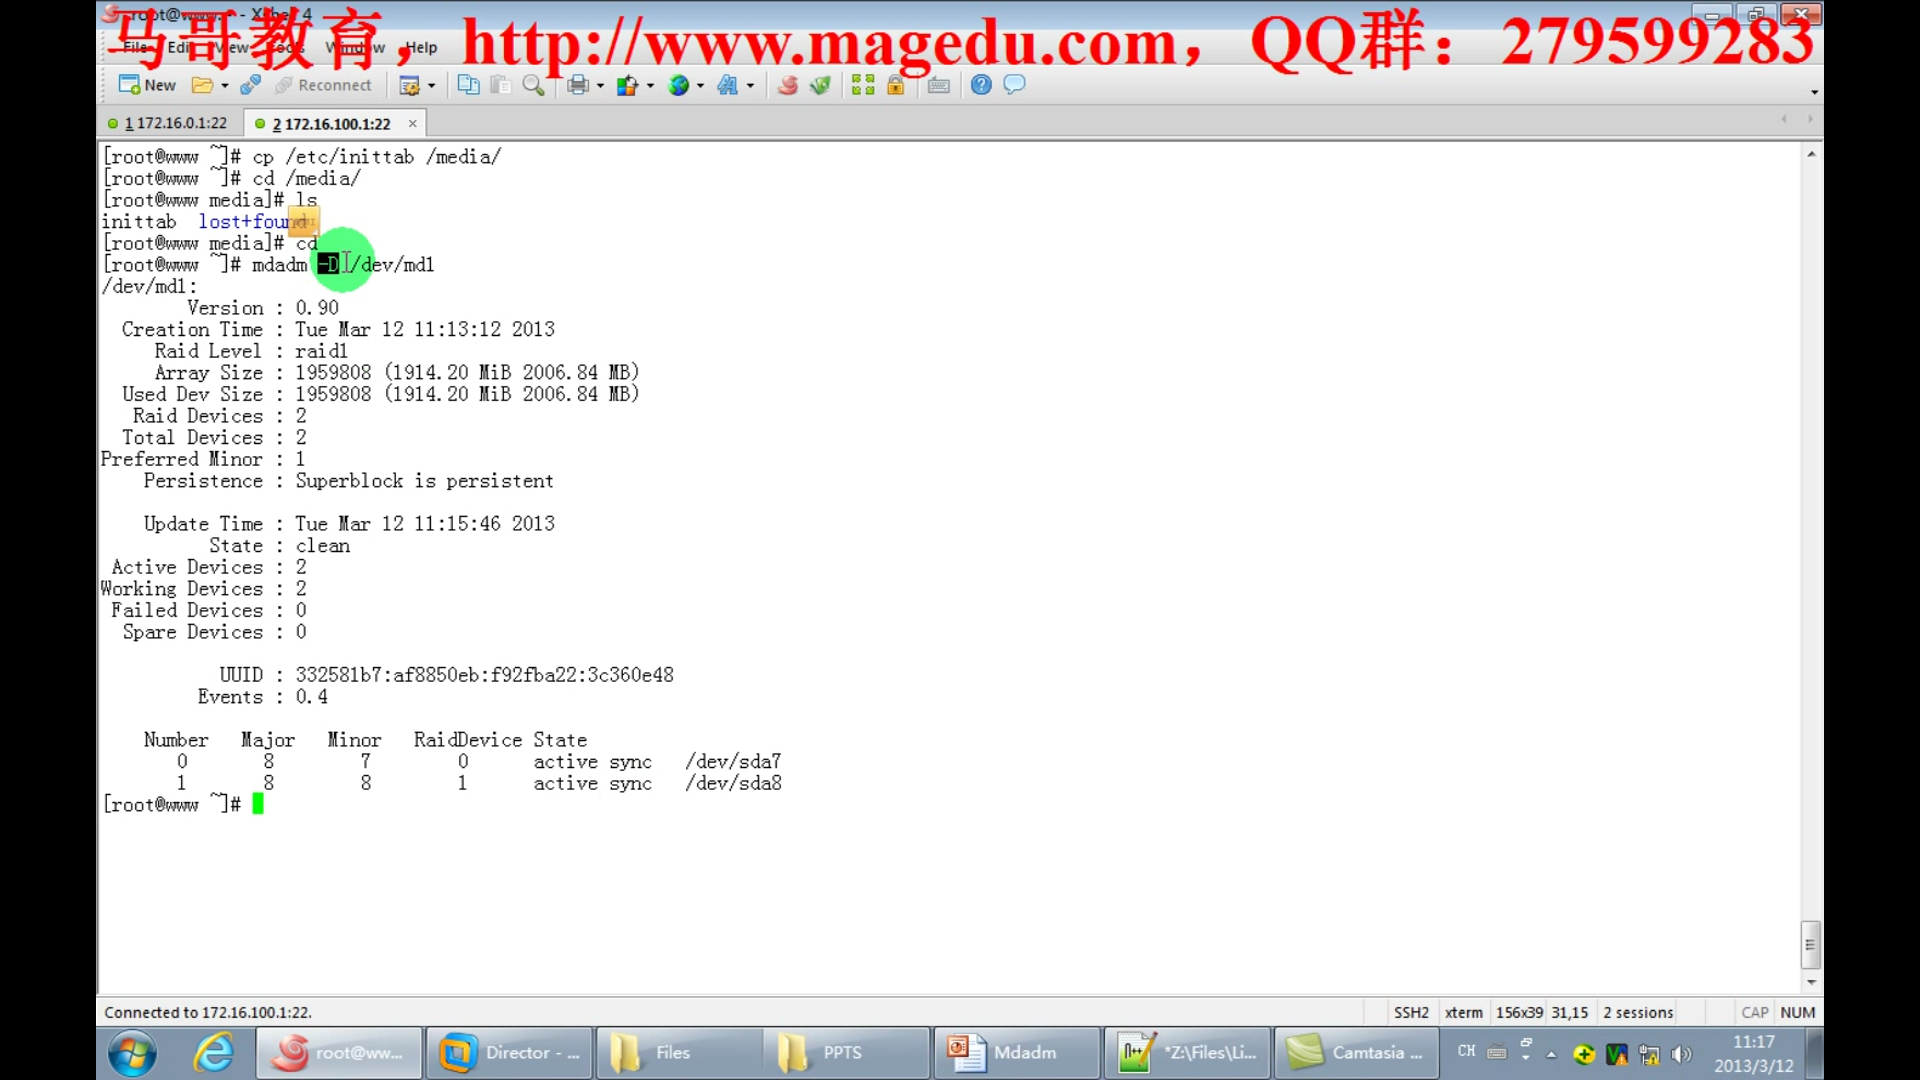 root@www:~ - Xshell 4
马哥教育，http://www.magedu.com，QQ群：279599283
File Edit View Tools Window Help
New Reconnect
1 172.16.0.1:22 2 172.16.100.1:22
[root@www ~]# cp /etc/inittab /media/
[root@www ~]# cd /media/
[root@www media]# ls
inittab lost+found
[root@www media]# cd
[root@www ~]# mdadm -D /dev/md1
/dev/md1:
Version : 0.90
Creation Time : Tue Mar 12 11:13:12 2013
Raid Level : raid1
Array Size : 1959808 (1914.20 MiB 2006.84 MB)
Used Dev Size : 1959808 (1914.20 MiB 2006.84 MB)
Raid Devices : 2
Total Devices : 2
Preferred Minor : 1
Persistence : Superblock is persistent
Update Time : Tue Mar 12 11:15:46 2013
State : clean
Active Devices : 2
Working Devices : 2
Failed Devices : 0
Spare Devices : 0
UUID : 332581b7:af8850eb:f92fba22:3c360e48
Events : 0.4
Number Major Minor RaidDevice State
0 8 7 0 active sync /dev/sda7
1 8 8 1 active sync /dev/sda8
[root@www ~]#
Connected to 172.16.100.1:22. SSH2 xterm 156x39 31,15 2 sessions CAP NUM
root@ww... Director - ... Files PPTS Mdadm *Z:\Files\Li... Camtasia ... CH 11:17
2013/3/12